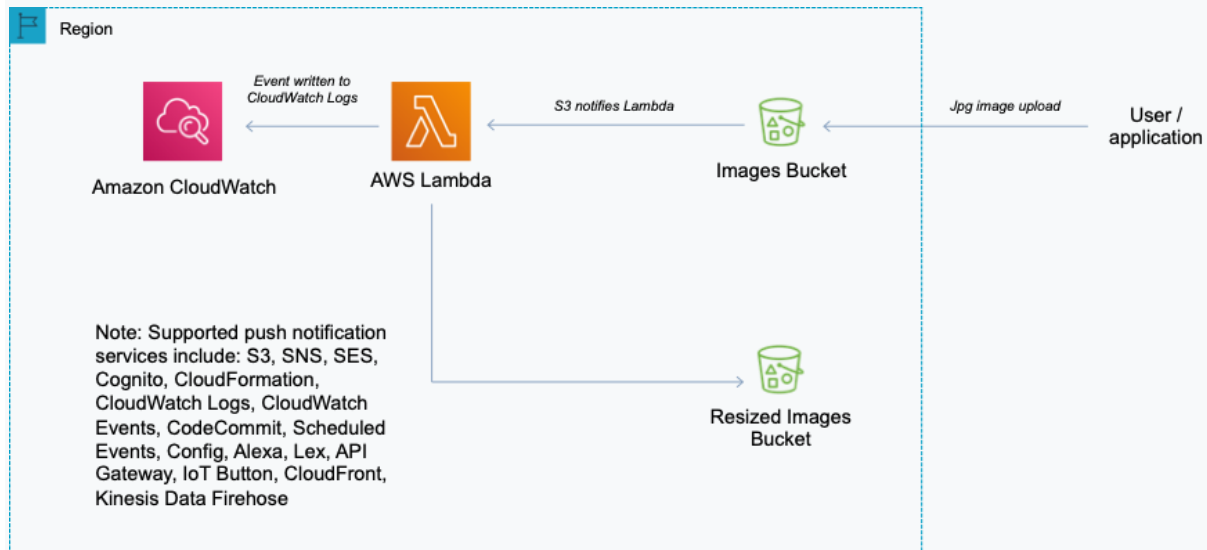 Region
Event written to
CloudWatch Logs
S3 notifies Lambda
Jpg image upload
User /
application
Amazon CloudWatch
AWS Lambda
Images Bucket
Note: Supported push notification
services include: S3, SNS, SES,
Cognito, CloudFormation,
CloudWatch Logs, CloudWatch
Events, CodeCommit, Scheduled
Events, Config, Alexa, Lex, API
Gateway, IoT Button, CloudFront,
Kinesis Data Firehose
Resized Images
Bucket